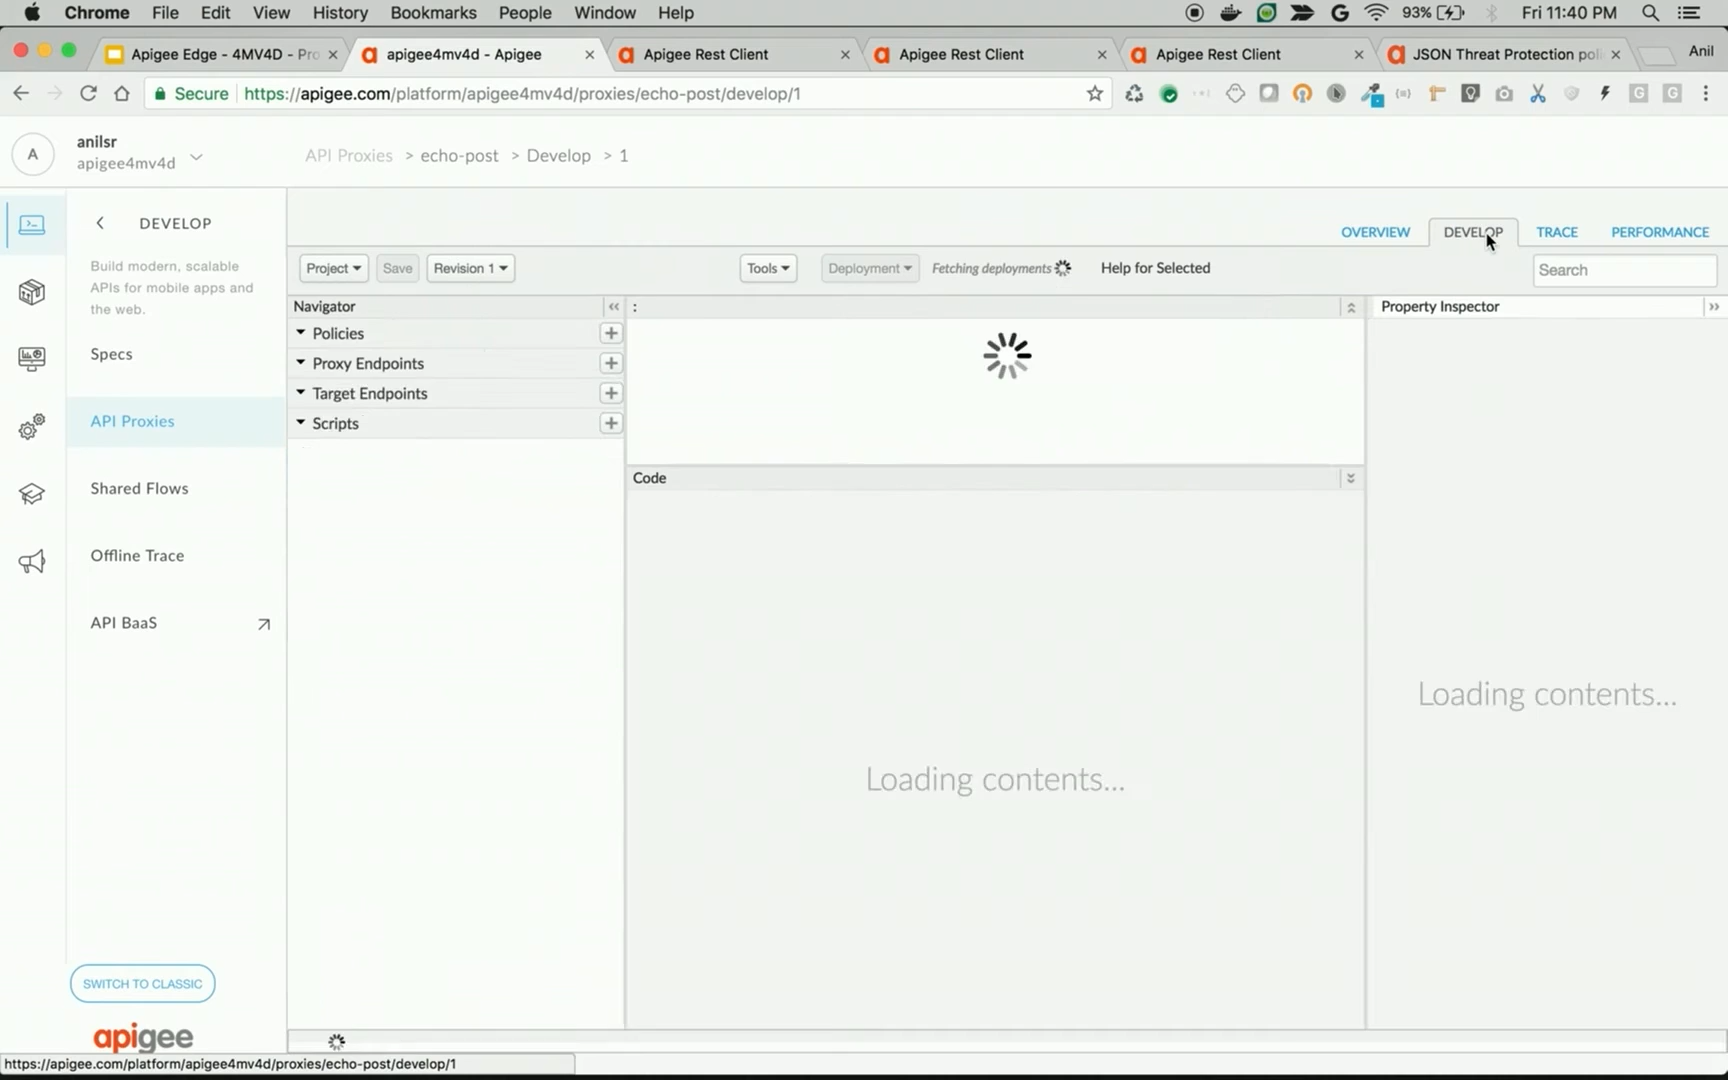 Chrome File Edit View History Bookmarks People Window Help 93% Fri 11:40 PM
Apigee Edge - 4MV4D - Pro apigee4mv4d - Apigee Apigee Rest Client Apigee Rest Client Apigee Rest Client JSON Threat Protection poli Anil
Secure https://apigee.com/platform/apigee4mv4d/proxies/echo-post/develop/1
A
anilsr
apigee4mv4d
API Proxies > echo-post > Develop > 1
DEVELOP
Build modern, scalable
APIs for mobile apps and
the web.
Specs
API Proxies
Shared Flows
Offline Trace
API BaaS
SWITCH TO CLASSIC
apigee
OVERVIEW DEVELOP TRACE PERFORMANCE
Project Save Revision 1 Tools Deployment Fetching deployments Help for Selected Search
Navigator
Policies
Proxy Endpoints
Target Endpoints
Scripts
:
Code
Loading contents...
Property Inspector
Loading contents...
https://apigee.com/platform/apigee4mv4d/proxies/echo-post/develop/1